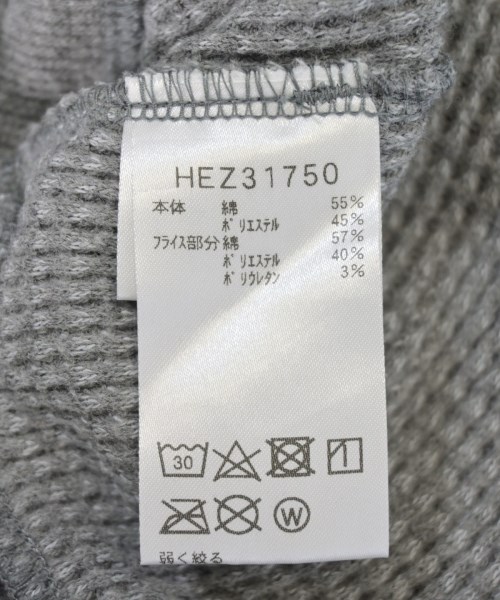 HEZ31750
本体 綿 55%
ポリエステル 45%
フライス部分 綿 57%
ポリエステル 40%
ポリウレタン 3%
30
W
弱く絞る